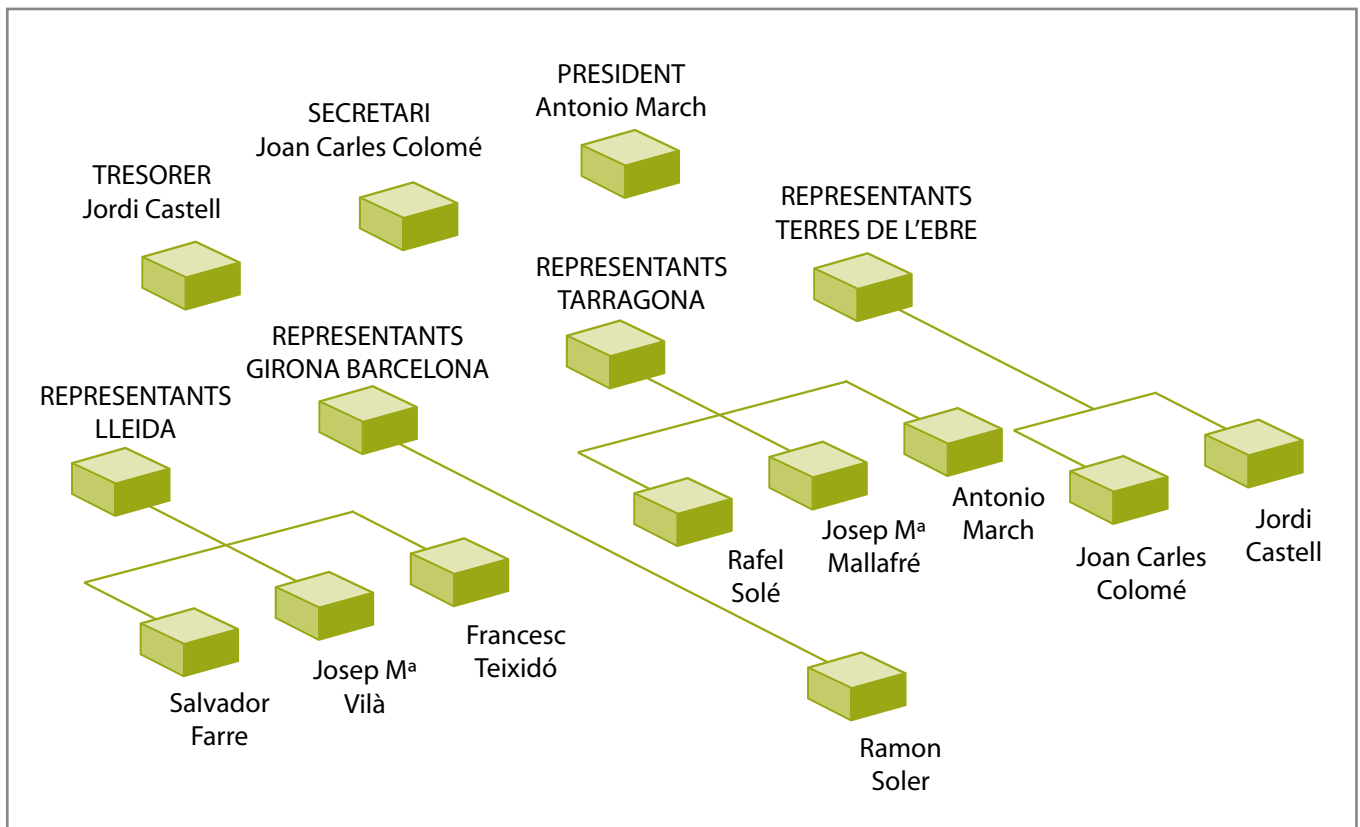 PRESIDENT
Antonio March
SECRETARI
Joan Carles Colomé
TRESORER
Jordi Castell
REPRESENTANTS
TERRES DE L'EBRE
REPRESENTANTS
TARRAGONA
REPRESENTANTS
GIRONA BARCELONA
REPRESENTANTS
LLEIDA
Salvador
Farre
Josep Mª
Vilà
Francesc
Teixidó
Ramon
Soler
Rafel
Solé
Josep Mª
Mallafré
Antonio
March
Joan Carles
Colomé
Jordi
Castell